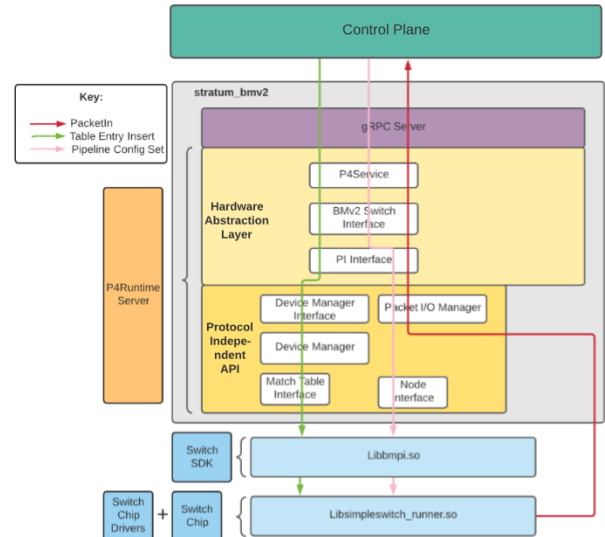 Control Plane
stratum_bmv2
Key:
PacketIn
Table Entry Insert
Pipeline Config Set
gRPC Server
Hardware
Abstraction
Layer
P4Service
BMv2 Switch
Interface
PI Interface
P4Runtime
Server
Protocol
Indepe-
ndent
API
Device Manager
Interface
Packet I/O Manager
Device Manager
Match Table
Interface
Node
Interface
Switch
SDK
Libbmpi.so
Switch
Chip
Drivers
+
Switch
Chip
Libsimpleswitch_runner.so